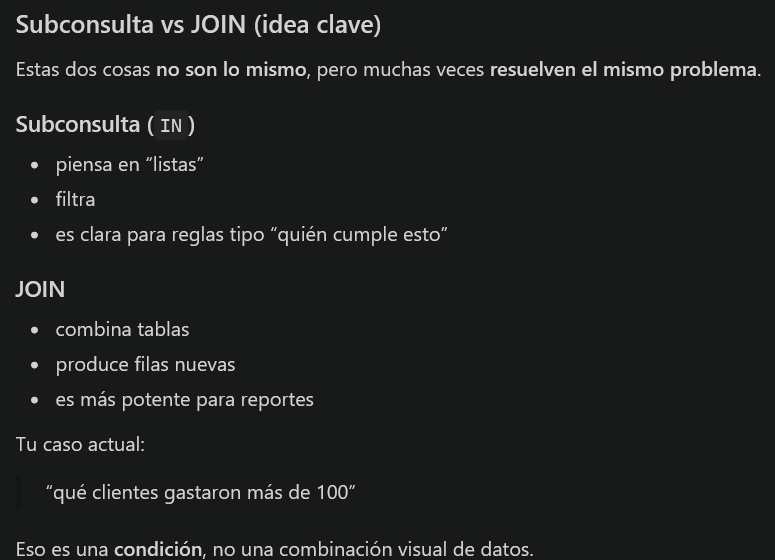 Subconsulta vs JOIN (idea clave)
Estas dos cosas no son lo mismo, pero muchas veces resuelven el mismo problema.
Subconsulta (IN)
• piensa en “listas”
• filtra
• es clara para reglas tipo “quién cumple esto”
JOIN
• combina tablas
• produce filas nuevas
• es más potente para reportes
Tu caso actual:
“qué clientes gastaron más de 100”
Eso es una condición, no una combinación visual de datos.